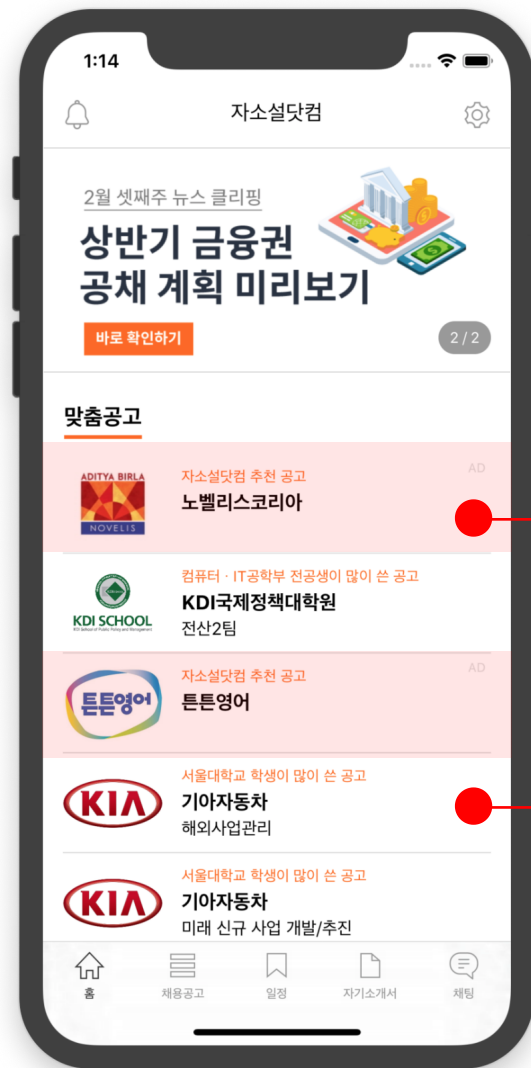 1:14
자소설닷컴
2월 셋째주 뉴스 클리핑
상반기 금융권
공채 계획 미리보기
바로 확인하기
2 / 2
맞춤공고
ADITYA BIRLA
NOVELIS
자소설닷컴 추천 공고
AD
노벨리스코리아
KDI SCHOOL
KDI School of Public Policy and Management
컴퓨터 · IT공학부 전공생이 많이 쓴 공고
KDI국제정책대학원
전산2팀
튼튼영어
자소설닷컴 추천 공고
AD
튼튼영어
KIA
서울대학교 학생이 많이 쓴 공고
기아자동차
해외사업관리
KIA
서울대학교 학생이 많이 쓴 공고
기아자동차
미래 신규 사업 개발/추진
홈
채용공고
일정
자기소개서
채팅